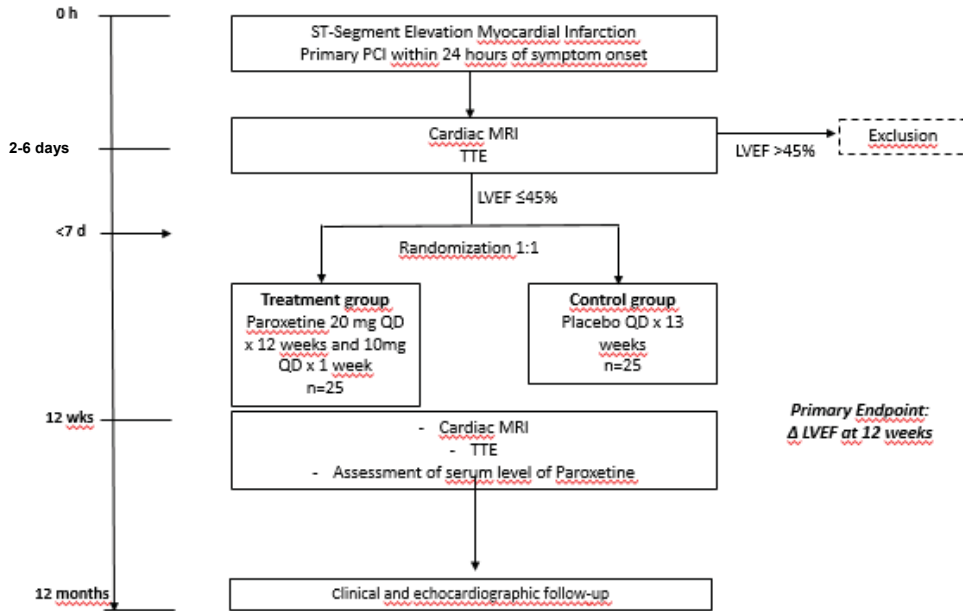 0 h
ST-Segment Elevation Myocardial Infarction
Primary PCI within 24 hours of symptom onset
2-6 days
Cardiac MRI
TTE
LVEF >45%
Exclusion
LVEF ≤45%
<7 d
Randomization 1:1
Treatment group
Paroxetine 20 mg QD
x 12 weeks and 10mg
QD x 1 week
n=25
Control group
Placebo QD x 13
weeks
n=25
12 wks
- Cardiac MRI
- TTE
- Assessment of serum level of Paroxetine
Primary Endpoint:
Δ LVEF at 12 weeks
12 months
Clinical and echocardiographic follow-up